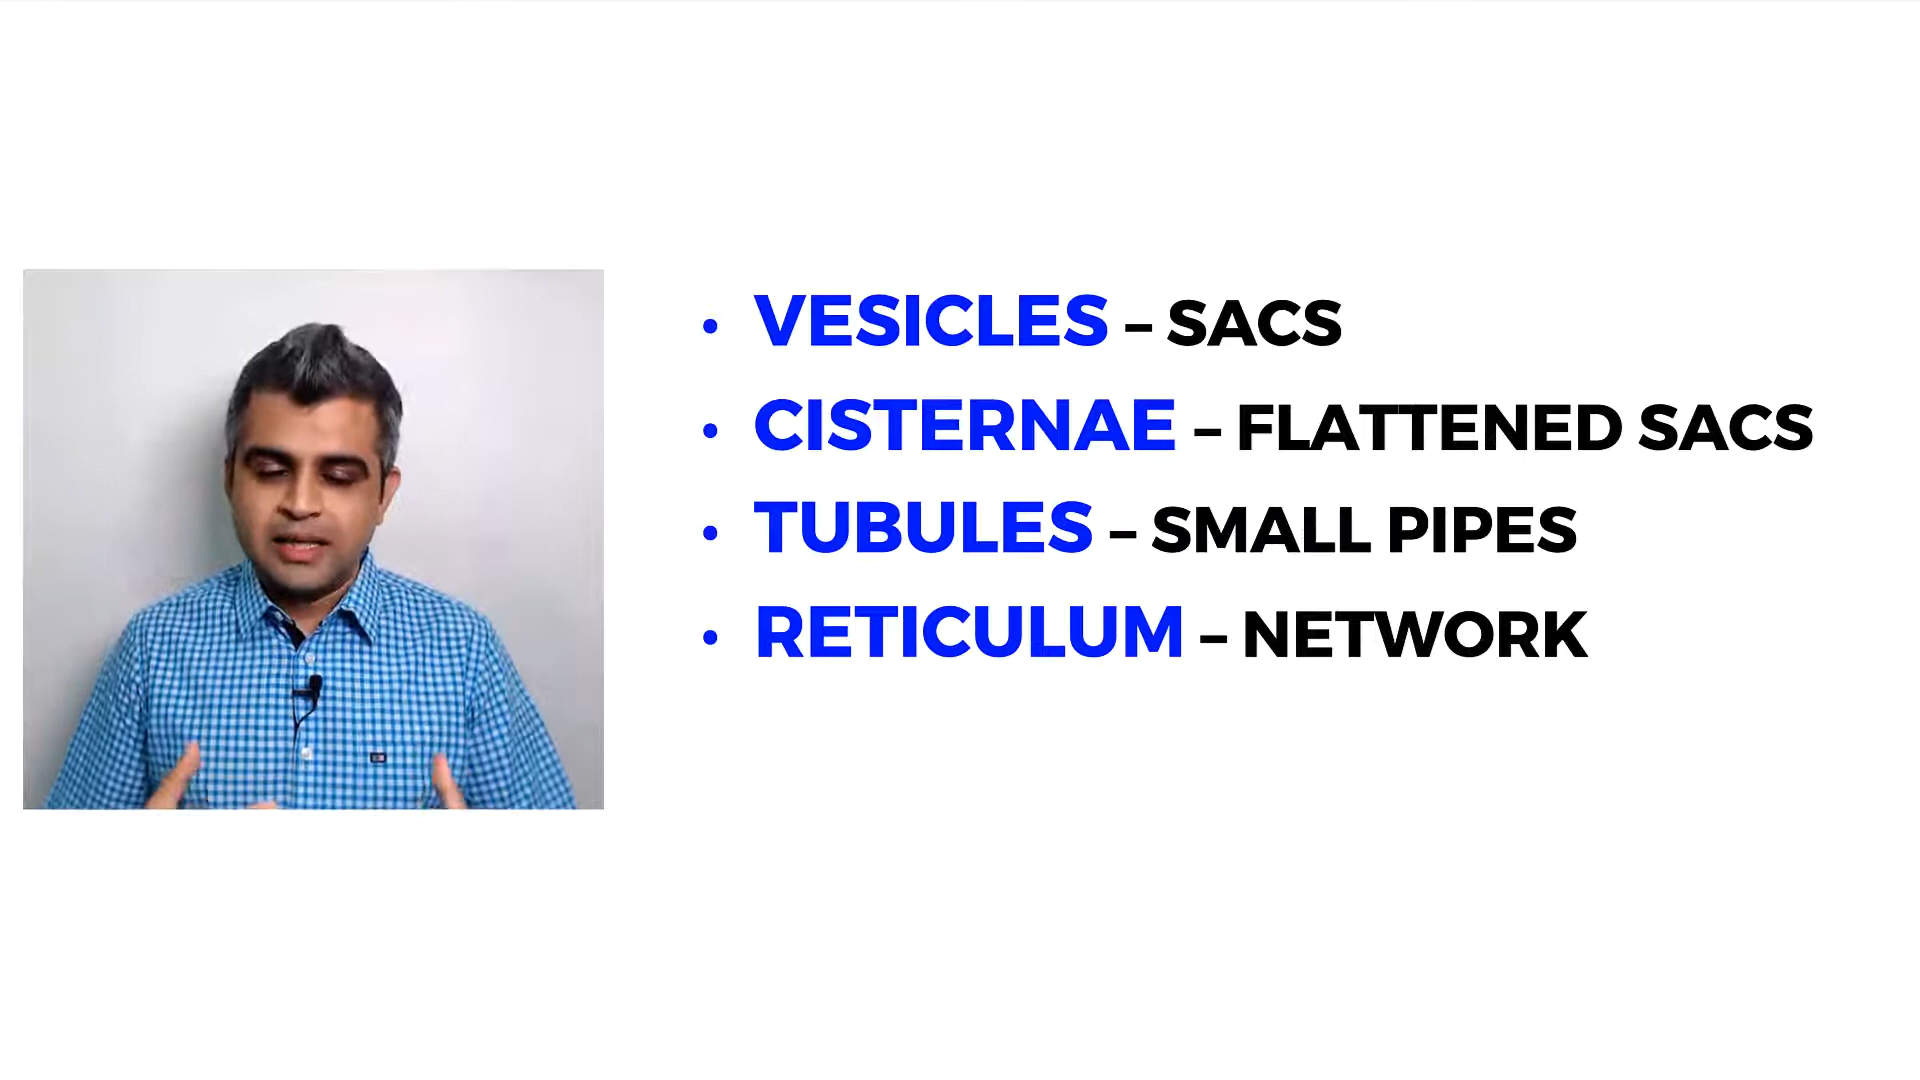 • VESICLES – SACS
• CISTERNAE – FLATTENED SACS
• TUBULES – SMALL PIPES
• RETICULUM – NETWORK